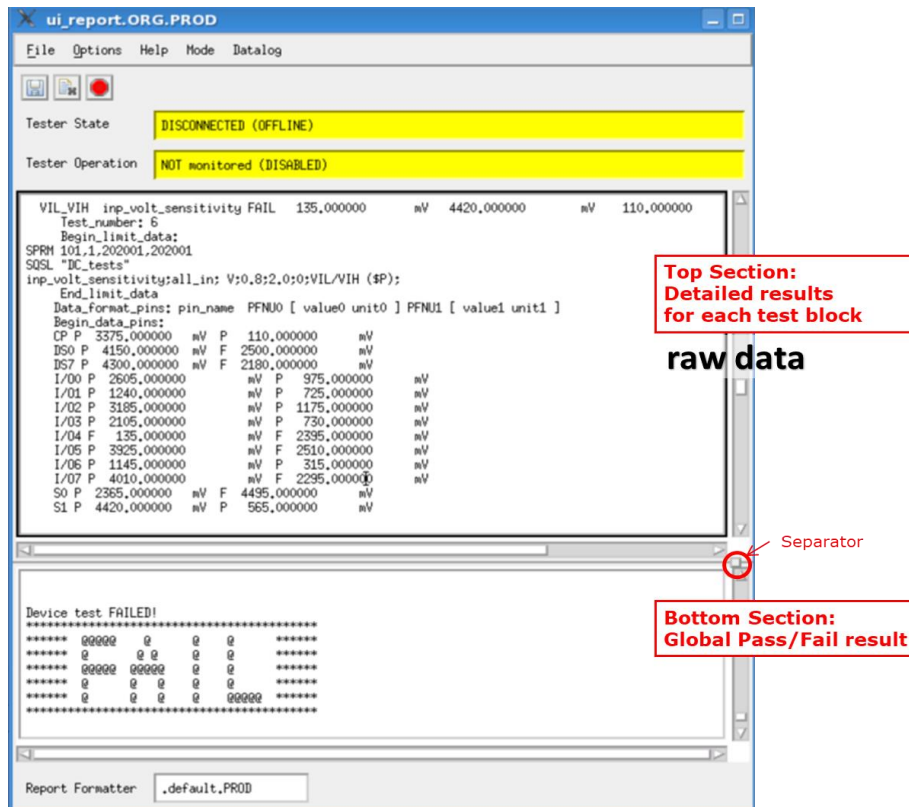 ui_report.ORG.PROD
File Options Help Mode Datalog
Tester State DISCONNECTED (OFFLINE)
Tester Operation NOT monitored (DISABLED)
VIL_VIH inp_volt_sensitivity FAIL 135.000000 mV 4420.000000 mV 110.000000
Test_number: 6
Begin_limit_data:
SPRM 101,1,202001,202001
SQSL "DC_tests"
inp_volt_sensitivity;all_in; V;0.8;2.0;0;VIL/VIH ($P);
End_limit_data
Data_format_pins: pin_name PFNU0 [ value0 unit0 ] PFNU1 [ value1 unit1 ]
Begin_data_pins:
CP P 3375.000000 mV P 110.000000 mV
DS0 P 4150.000000 mV F 2500.000000 mV
DS7 P 4300.000000 mV F 2180.000000 mV
I/O0 P 2605.000000 mV P 975.000000 mV
I/O1 P 1240.000000 mV P 725.000000 mV
I/O2 P 3185.000000 mV P 1175.000000 mV
I/O3 P 2105.000000 mV P 730.000000 mV
I/O4 F 135.000000 mV F 2395.000000 mV
I/O5 P 3925.000000 mV F 2510.000000 mV
I/O6 P 1145.000000 mV P 315.000000 mV
I/O7 P 4010.000000 mV F 2295.000000 mV
S0 P 2365.000000 mV F 4495.000000 mV
S1 P 4420.000000 mV P 565.000000 mV
Top Section:
Detailed results
for each test block
raw data
Separator
Device test FAILED!
******************************************
****** @@@@@ @ @ @ ******
****** @ @ @ @ @ ******
****** @@@@@ @@@@@ @ @ ******
****** @ @ @ @ @ ******
****** @ @ @ @ @@@@@ ******
******************************************
Bottom Section:
Global Pass/Fail result
Report Formatter .default.PROD